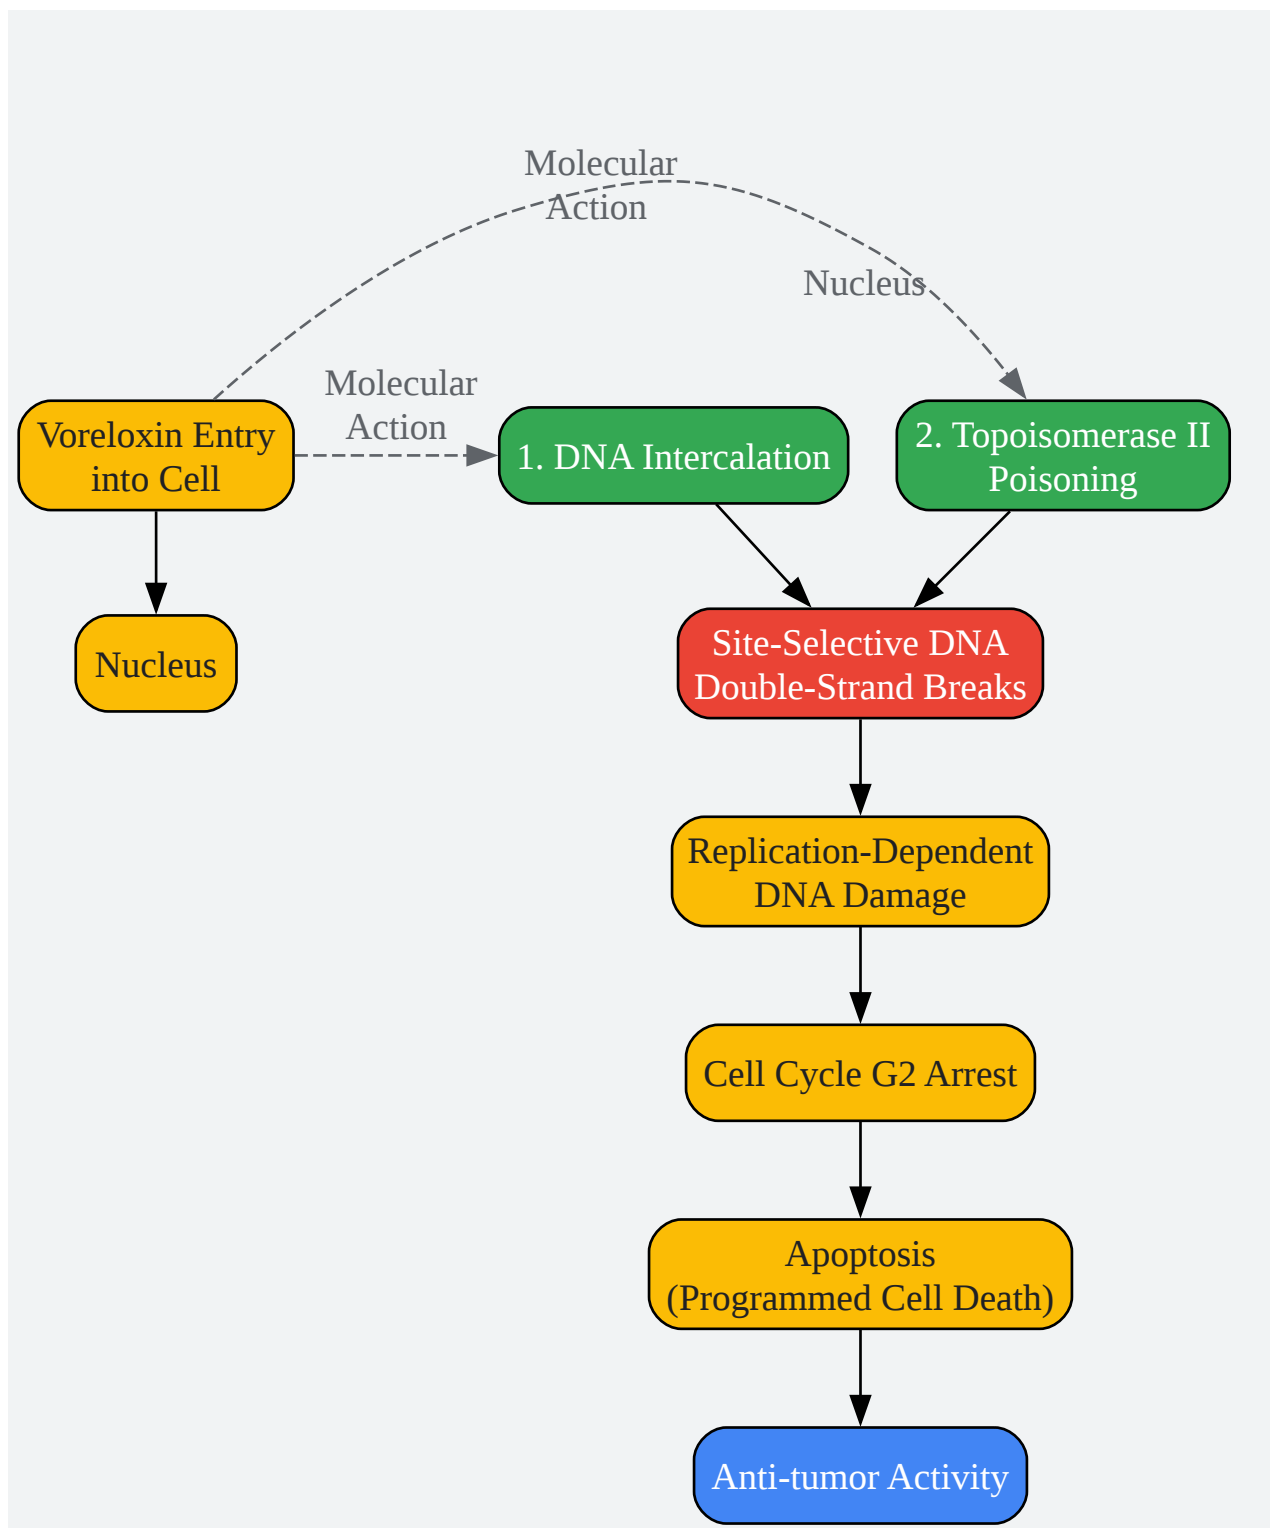 Molecular
Action
Nucleus
Molecular
Action
Voreloxin Entry
into Cell
1. DNA Intercalation
2. Topoisomerase II
Poisoning
Nucleus
Site-Selective DNA
Double-Strand Breaks
Replication-Dependent
DNA Damage
Cell Cycle G2 Arrest
Apoptosis
(Programmed Cell Death)
Anti-tumor Activity